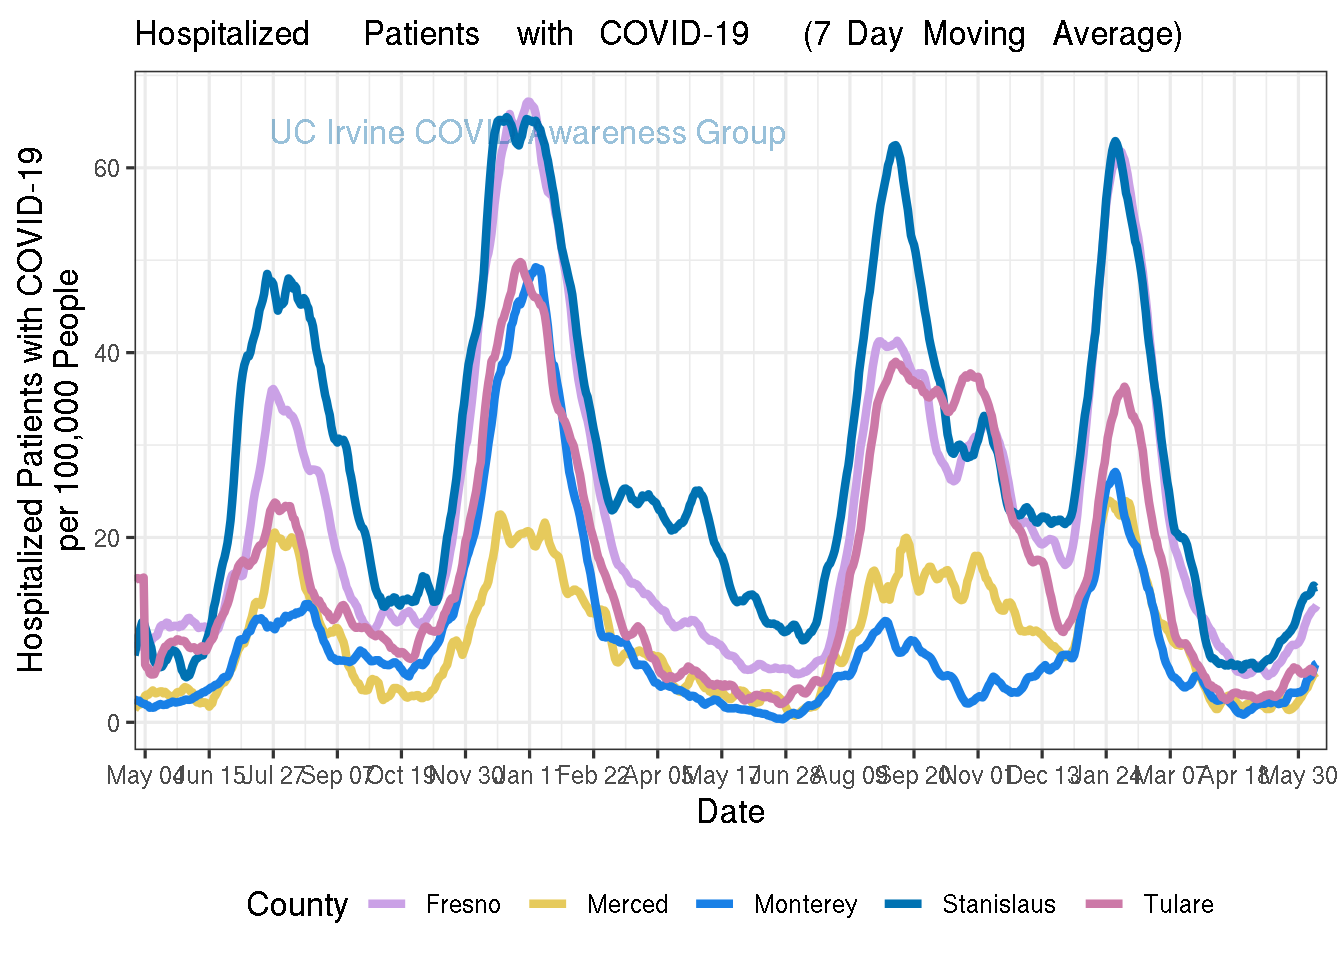 Hospitalized Patients with COVID-19 (7 Day Moving Average)
UC Irvine COVID Awareness Group
Hospitalized Patients with COVID-19
per 100,000 People
60
40
20
0
May 04 Jun 15 Jul 27 Sep 07 Oct 19 Nov 30 Jan 11 Feb 22 Apr 05 May 17 Jun 28 Aug 09 Sep 20 Nov 01 Dec 13 Jan 24 Mar 07 Apr 18 May 30
Date
County Fresno Merced Monterey Stanislaus Tulare